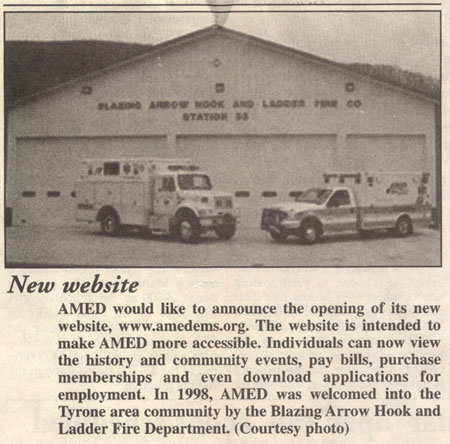 BLAZING ARROW HOOK AND LADDER FIRE CO
STATION 33
New website
AMED would like to announce the opening of its new
website, www.amedems.org. The website is intended to
make AMED more accessible. Individuals can now view
the history and community events, pay bills, purchase
memberships and even download applications for
employment. In 1998, AMED was welcomed into the
Tyrone area community by the Blazing Arrow Hook and
Ladder Fire Department. (Courtesy photo)